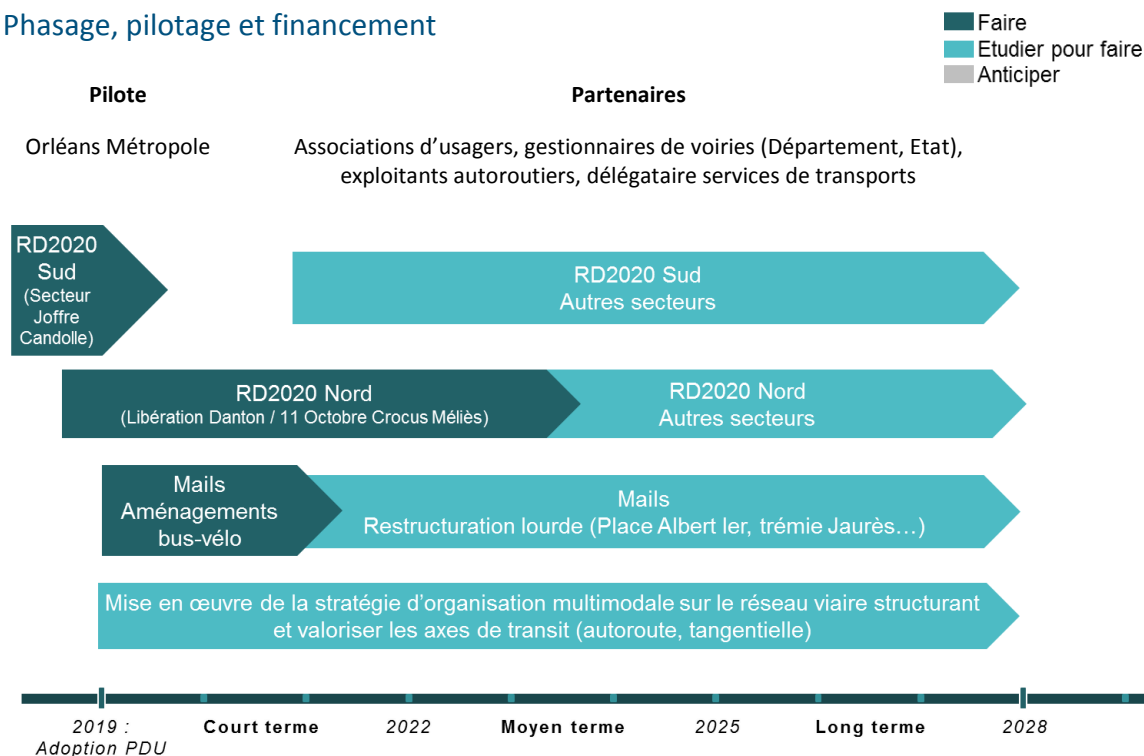 Phasage, pilotage et financement
Faire
Etudier pour faire
Anticiper
Pilote
Partenaires
Orléans Métropole
Associations d’usagers, gestionnaires de voiries (Département, Etat),
exploitants autoroutiers, délégataire services de transports
RD2020
Sud
(Secteur
Joffre
Candolle)
RD2020 Sud
Autres secteurs
RD2020 Nord
(Libération Danton / 11 Octobre Crocus Méliès)
RD2020 Nord
Autres secteurs
Mails
Aménagements
bus-vélo
Mails
Restructuration lourde (Place Albert Ier, trémie Jaurès…)
Mise en œuvre de la stratégie d’organisation multimodale sur le réseau viaire structurant
et valoriser les axes de transit (autoroute, tangentielle)
2019 :
Adoption PDU
Court terme
2022
Moyen terme
2025
Long terme
2028